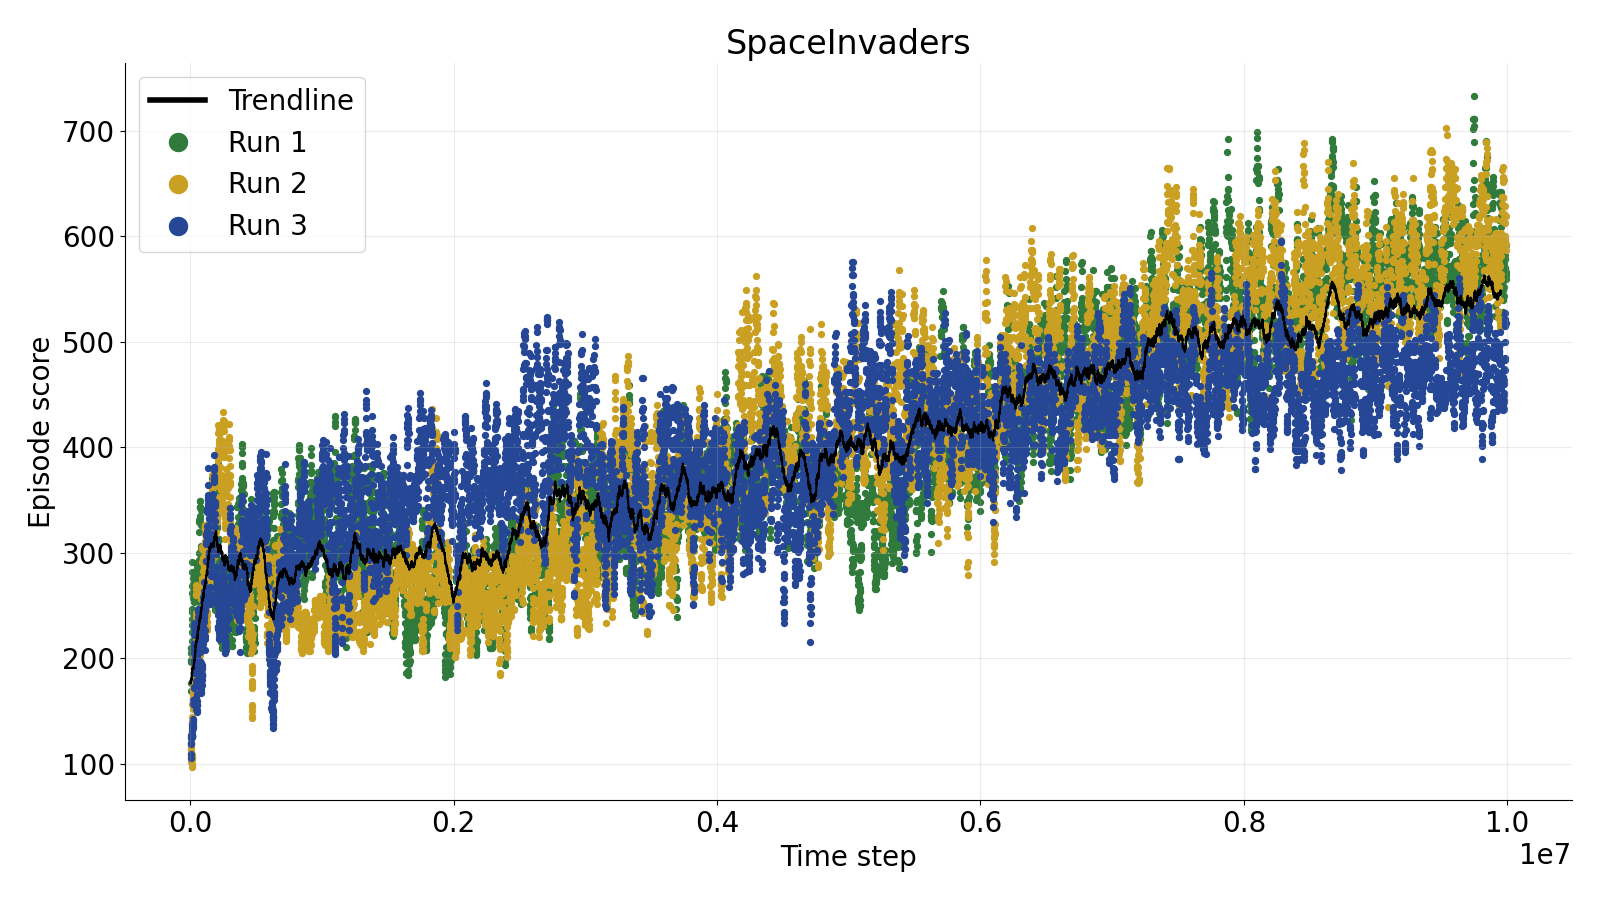 SpaceInvaders
Trendline
Run 1
Run 2
Run 3
Episode score
700
600
500
400
300
200
100
0.0 0.2 0.4 0.6 0.8 1.0
1e7
Time step